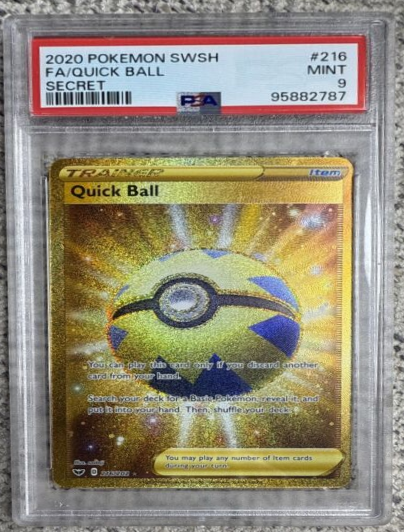 2020 POKEMON SWSH #216
FA/QUICK BALL MINT
SECRET 9
PSA 95882787
TRAINER Item
Quick Ball
You can play this card only if you discard another
card from your hand.
Search your deck for a Basic Pokémon, reveal it, and
put it into your hand. Then, shuffle your deck.
You may play any number of Item cards
during your turn.
216/202